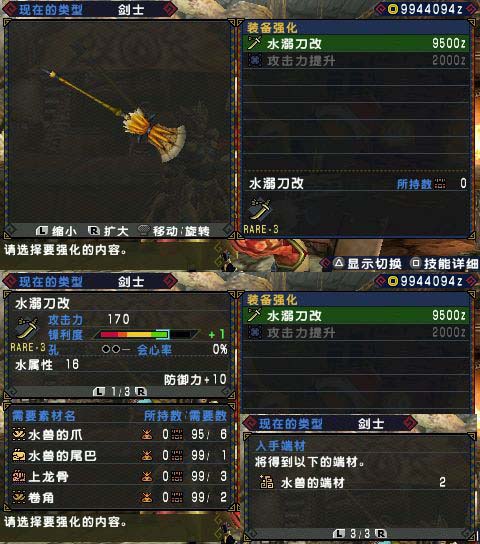 现在的类型 剑士
9944094z
装备强化
水溺刀改 9500z
攻击力提升 2000z
水溺刀改 所持数 0
RARE-3
L 缩小 R 扩大 移动/旋转
请选择要强化的内容。
△显示切换 □技能详细
现在的类型 剑士
9944094z
水溺刀改
攻击力 170
锋利度 +1
RARE-3
孔 ○○— 会心率 0%
水属性 16
防御力+10
L 1/3 R
装备强化
水溺刀改 9500z
攻击力提升 2000z
需要素材名 所持数/需要数
水兽的爪 0 95/ 6
水兽的尾巴 0 99/ 1
上龙骨 0 99/ 3
卷角 0 99/ 2
请选择要强化的内容。
现在的类型 剑士
入手端材
将得到以下的端材。
水兽的端材 2
L 3/3 R